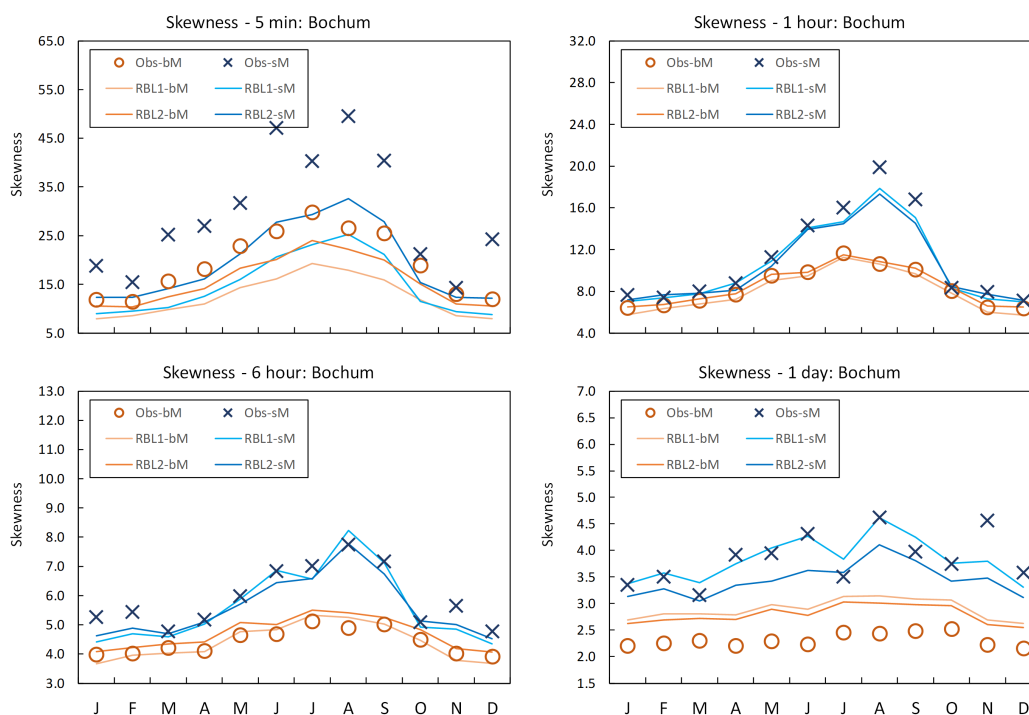 Skewness - 5 min: Bochum
65.0
55.0
45.0
35.0
25.0
15.0
5.0
Skewness
Obs-bM Obs-sM
RBL1-bM RBL1-sM
RBL2-bM RBL2-sM
Skewness - 1 hour: Bochum
32.0
28.0
24.0
20.0
16.0
12.0
8.0
4.0
Skewness
Obs-bM Obs-sM
RBL1-bM RBL1-sM
RBL2-bM RBL2-sM
Skewness - 6 hour: Bochum
13.0
12.0
11.0
10.0
9.0
8.0
7.0
6.0
5.0
4.0
3.0
Skewness
Obs-bM Obs-sM
RBL1-bM RBL1-sM
RBL2-bM RBL2-sM
J F M A M J J A S O N D
Skewness - 1 day: Bochum
7.0
6.5
6.0
5.5
5.0
4.5
4.0
3.5
3.0
2.5
2.0
1.5
Skewness
Obs-bM Obs-sM
RBL1-bM RBL1-sM
RBL2-bM RBL2-sM
J F M A M J J A S O N D